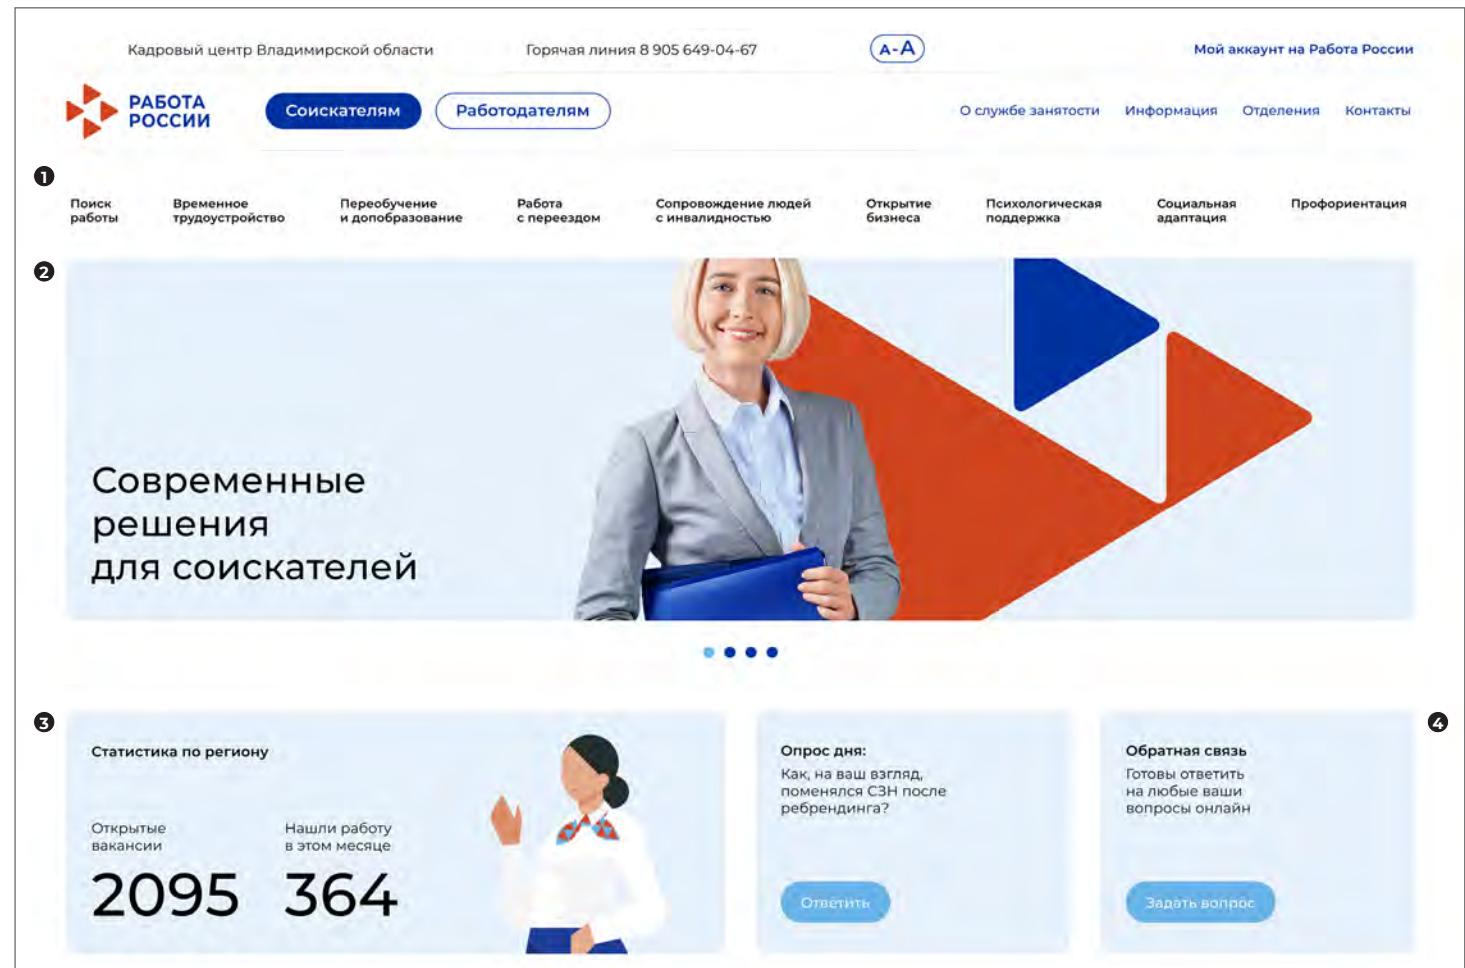 Кадровый центр Владимирской области
Горячая линия 8 905 649-04-67
А-А
Мой аккаунт на Работа России
РАБОТА
РОССИИ
Соискателям
Работодателям
О службе занятости
Информация
Отделения
Контакты
1
Поиск
работы
Временное
трудоустройство
Переобучение
и допобразование
Работа
с переездом
Сопровождение людей
с инвалидностью
Открытие
бизнеса
Психологическая
поддержка
Социальная
адаптация
Профориентация
2
Современные
решения
для соискателей
3
Статистика по региону
Открытые
вакансии
2095
Нашли работу
в этом месяце
364
Опрос дня:
Как, на ваш взгляд,
поменялся СЗН после
ребрендинга?
Ответить
4
Обратная связь
Готовы ответить
на любые ваши
вопросы онлайн
Задать вопрос